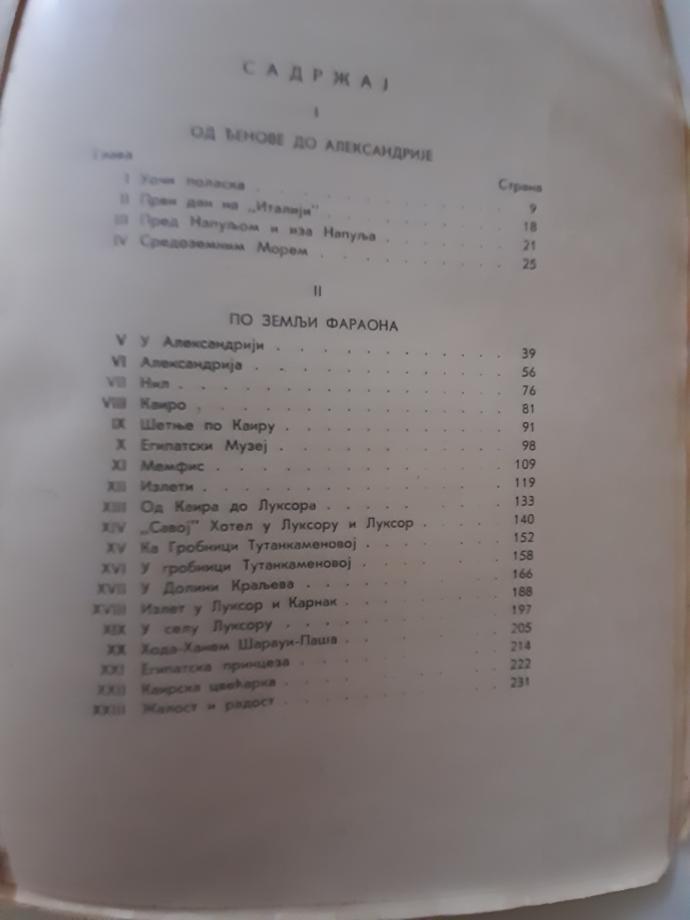 САДРЖАЈ
I
ОД ЂЕНОВЕ ДО АЛЕКСАНДРИЈЕ
Глава Страна
I Уочи поласка . . . . . . . . . . 9
II Први дан на „Италији” . . . . . . . . 18
III Пред Напуљом и иза Напуља . . . . . . 21
IV Средоземним Морем . . . . . . . . 25
II
ПО ЗЕМЉИ ФАРАОНА
V У Александрији . . . . . . . . . . 39
VI Александрија . . . . . . . . . . . 56
VII Нил . . . . . . . . . . . . . 76
VIII Каиро . . . . . . . . . . . . 81
IX Шетње по Каиру . . . . . . . . . . 91
X Египатски Музеј . . . . . . . . . . 98
XI Мемфис . . . . . . . . . . . . 109
XII Излети . . . . . . . . . . . . 119
XIII Од Каира до Луксора . . . . . . . . 133
XIV „Савој” Хотел у Луксору и Луксор . . . . 140
XV Ка Гробници Тутанкаменовој . . . . . . 152
XVI У гробници Тутанкаменовој . . . . . . 158
XVII У Долини Краљева . . . . . . . . . 166
XVIII Излет у Луксор и Карнак . . . . . . . 188
XIX У селу Луксору . . . . . . . . . . 197
XX Хода-Ханем Шарауи-Паша . . . . . . . 205
XXI Египатска принцеза . . . . . . . . . 214
XXII Каирска цвећарка . . . . . . . . . 222
XXIII Жалост и радост . . . . . . . . . 231